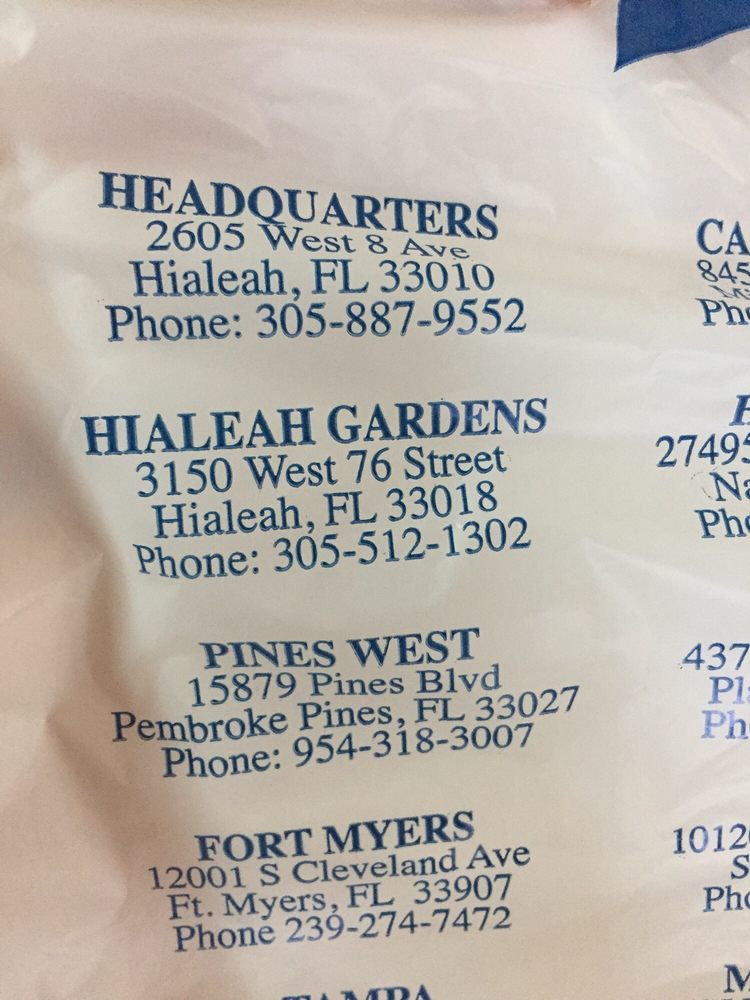 HEADQUARTERS
2605 West 8 Ave
Hialeah, FL 33010
Phone: 305-887-9552
HIALEAH GARDENS
3150 West 76 Street
Hialeah, FL 33018
Phone: 305-512-1302
PINES WEST
15879 Pines Blvd
Pembroke Pines, FL 33027
Phone: 954-318-3007
FORT MYERS
12001 S Cleveland Ave
Ft. Myers, FL 33907
Phone 239-274-7472
TAMPA